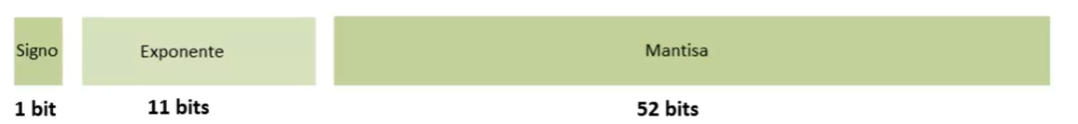 Signo Exponente Mantisa
1 bit 11 bits 52 bits